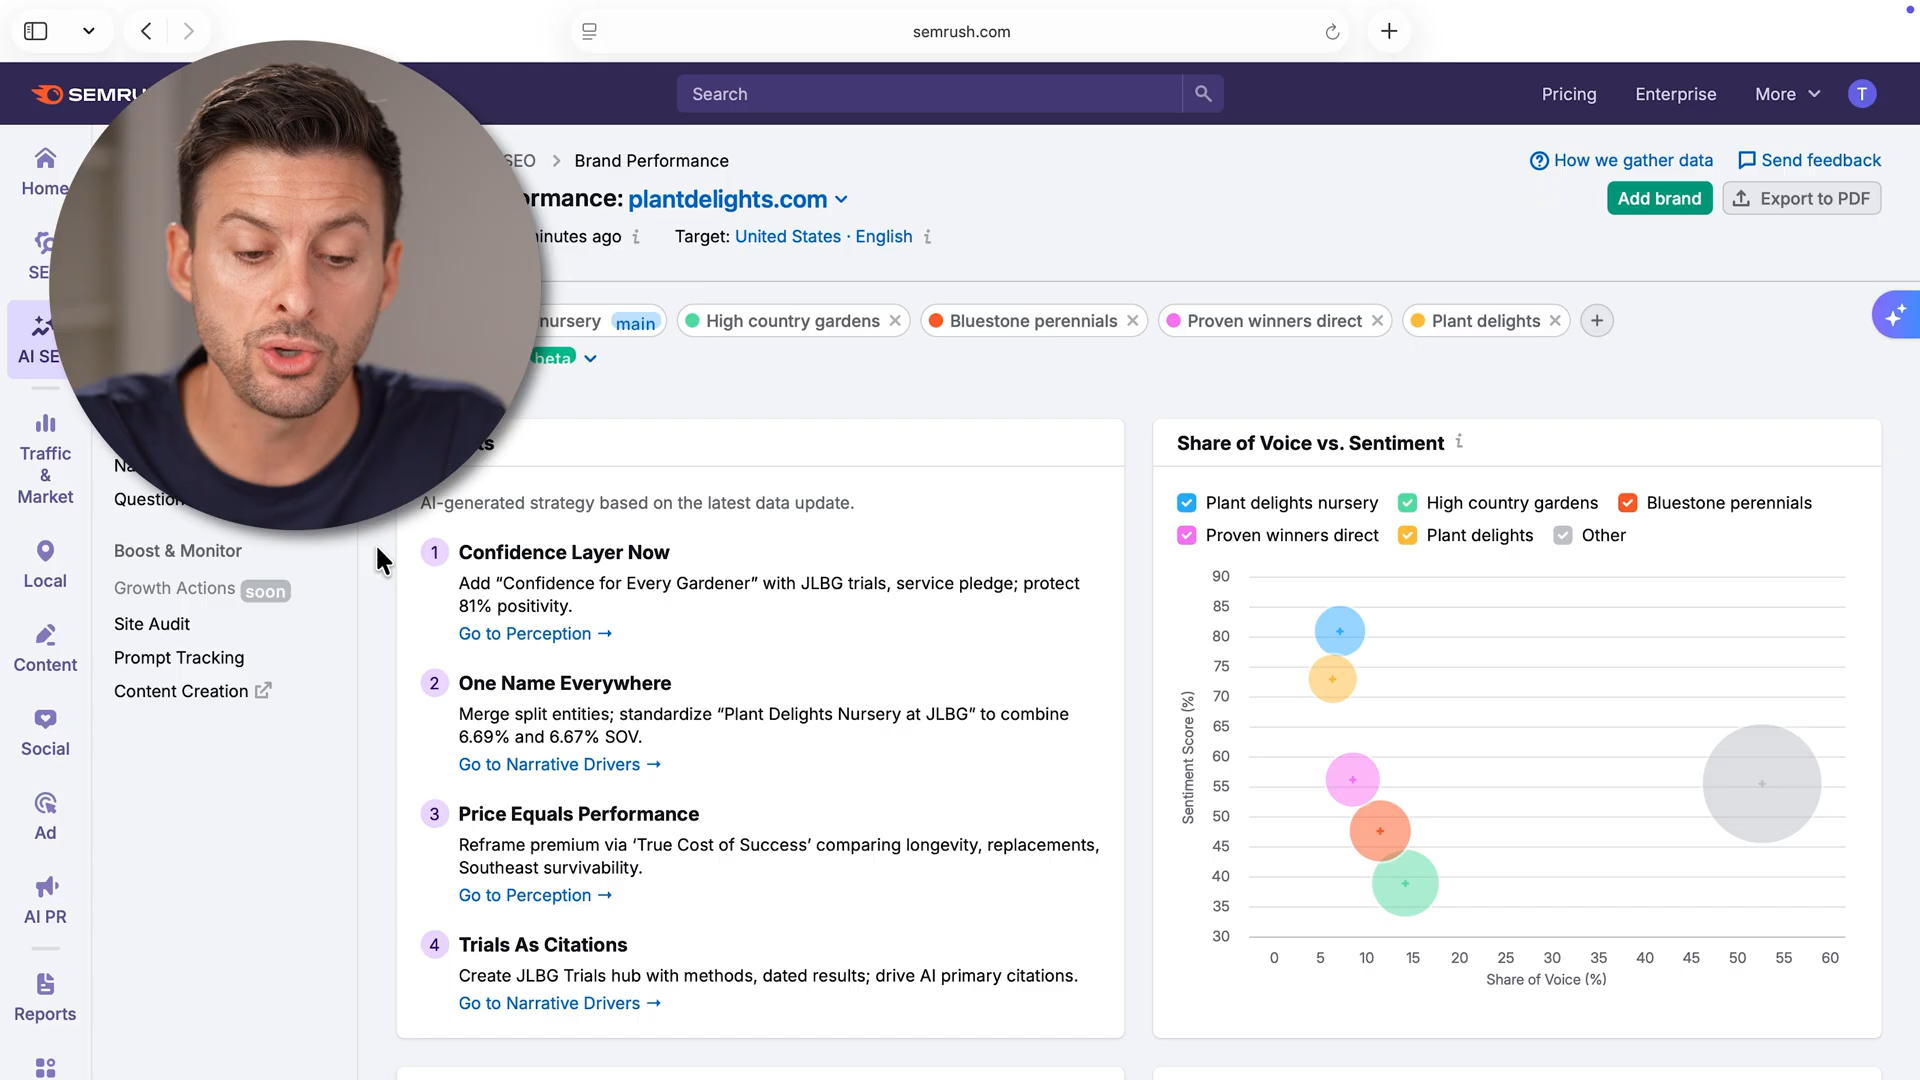 semrush.com
SEMRU
Search
Pricing
Enterprise
More
T
SEO > Brand Performance
How we gather data
Send feedback
plantdelights.com
Add brand
Export to PDF
minutes ago
Target: United States · English
nursery main
High country gardens
Bluestone perennials
Proven winners direct
Plant delights
beta
Home
AI SE
Traffic & Market
Local
Content
Social
Ad
AI PR
Reports
Boost & Monitor
Growth Actions soon
Site Audit
Prompt Tracking
Content Creation
AI-generated strategy based on the latest data update.
1 Confidence Layer Now
Add “Confidence for Every Gardener” with JLBG trials, service pledge; protect
81% positivity.
Go to Perception →
2 One Name Everywhere
Merge split entities; standardize “Plant Delights Nursery at JLBG” to combine
6.69% and 6.67% SOV.
Go to Narrative Drivers →
3 Price Equals Performance
Reframe premium via ‘True Cost of Success’ comparing longevity, replacements,
Southeast survivability.
Go to Perception →
4 Trials As Citations
Create JLBG Trials hub with methods, dated results; drive AI primary citations.
Go to Narrative Drivers →
Share of Voice vs. Sentiment
Plant delights nursery
High country gardens
Bluestone perennials
Proven winners direct
Plant delights
Other
Sentiment Score (%)
90
85
80
75
70
65
60
55
50
45
40
35
30
0 5 10 15 20 25 30 35 40 45 50 55 60
Share of Voice (%)